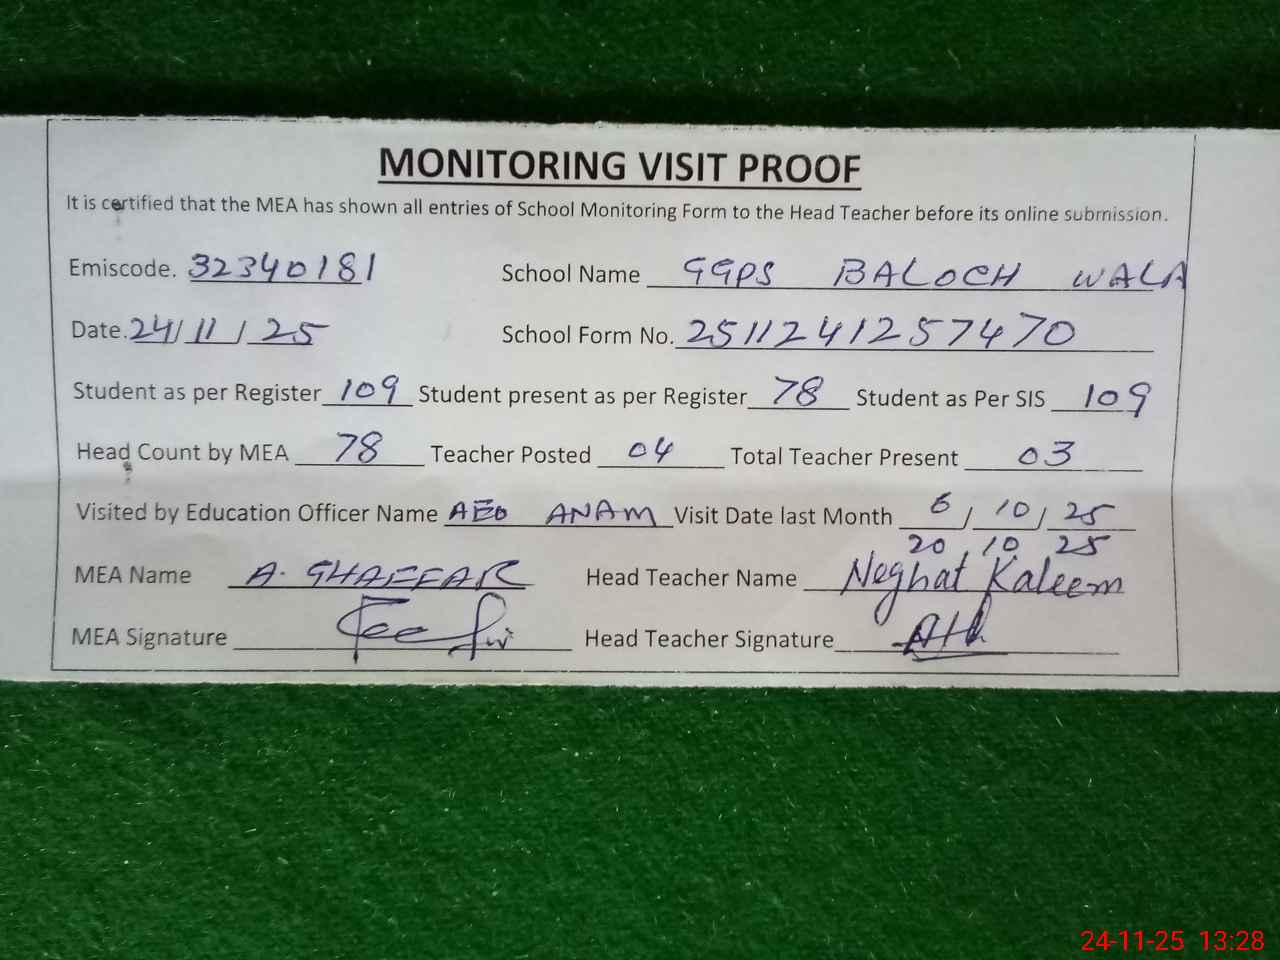 MONITORING VISIT PROOF
It is certified that the MEA has shown all entries of School Monitoring Form to the Head Teacher before its online submission.
Emiscode. 32340181 School Name GGPS BALOCH WALA
Date. 24/11/25 School Form No. 2511241257470
Student as per Register 109 Student present as per Register 78 Student as Per SIS 109
Head Count by MEA 78 Teacher Posted 04 Total Teacher Present 03
Visited by Education Officer Name AEO ANAM Visit Date last Month 6/10/25
20, 10, 25
MEA Name A. GHAFFAR Head Teacher Name Neghat Kaleem
MEA Signature Head Teacher Signature
24-11-25 13:28